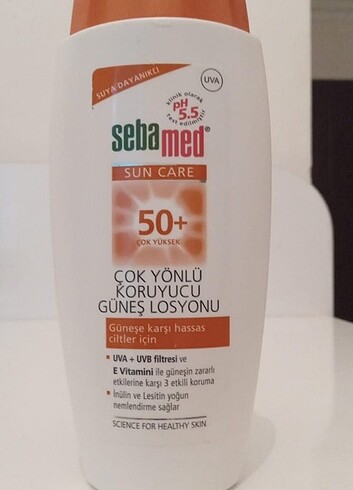 SUYA DAYANIKLI
UVA
klinik olarak
pH
5.5
test edilmiştir
sebamed®
SUN CARE
50+
ÇOK YÜKSEK
ÇOK YÖNLÜ
KORUYUCU
GÜNEŞ LOSYONU
Güneşe karşı hassas
ciltler için
▪ UVA + UVB filtresi ve
E Vitamini ile güneşin zararlı
etkilerine karşı 3 etkili koruma
▪ İnülin ve Lesitin yoğun
nemlendirme sağlar
SCIENCE FOR HEALTHY SKIN